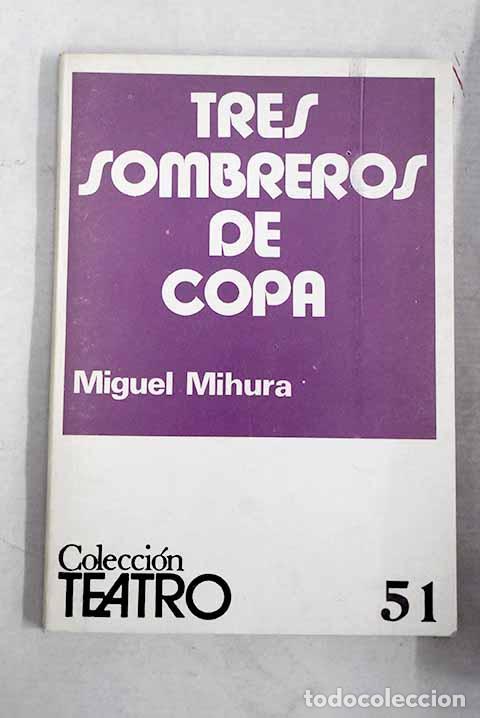 TRES
SOMBREROS
DE
COPA
Miguel Mihura
Colección
TEATRO
51
todocoleccion